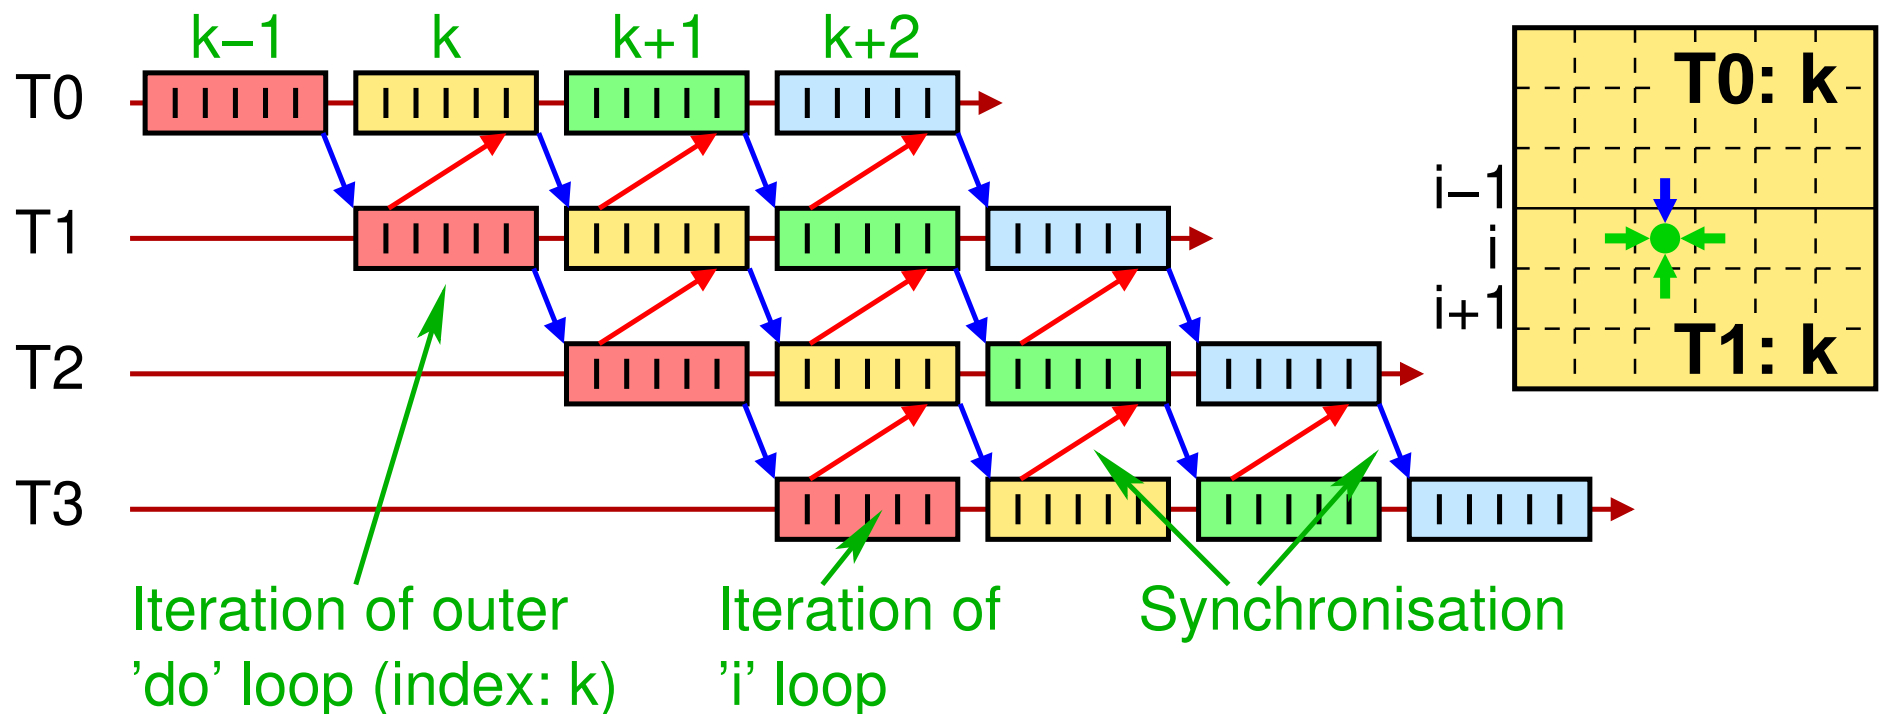 k−1 k k+1 k+2
T0
T1
T2
T3
T0: k
i−1
i
i+1
T1: k
Iteration of outer
’do’ loop (index: k)
Iteration of
’i’ loop
Synchronisation